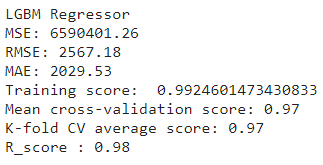 LGBM Regressor
MSE: 6590401.26
RMSE: 2567.18
MAE: 2029.53
Training score:  0.9924601473430833
Mean cross-validation score: 0.97
K-fold CV average score: 0.97
R_score : 0.98